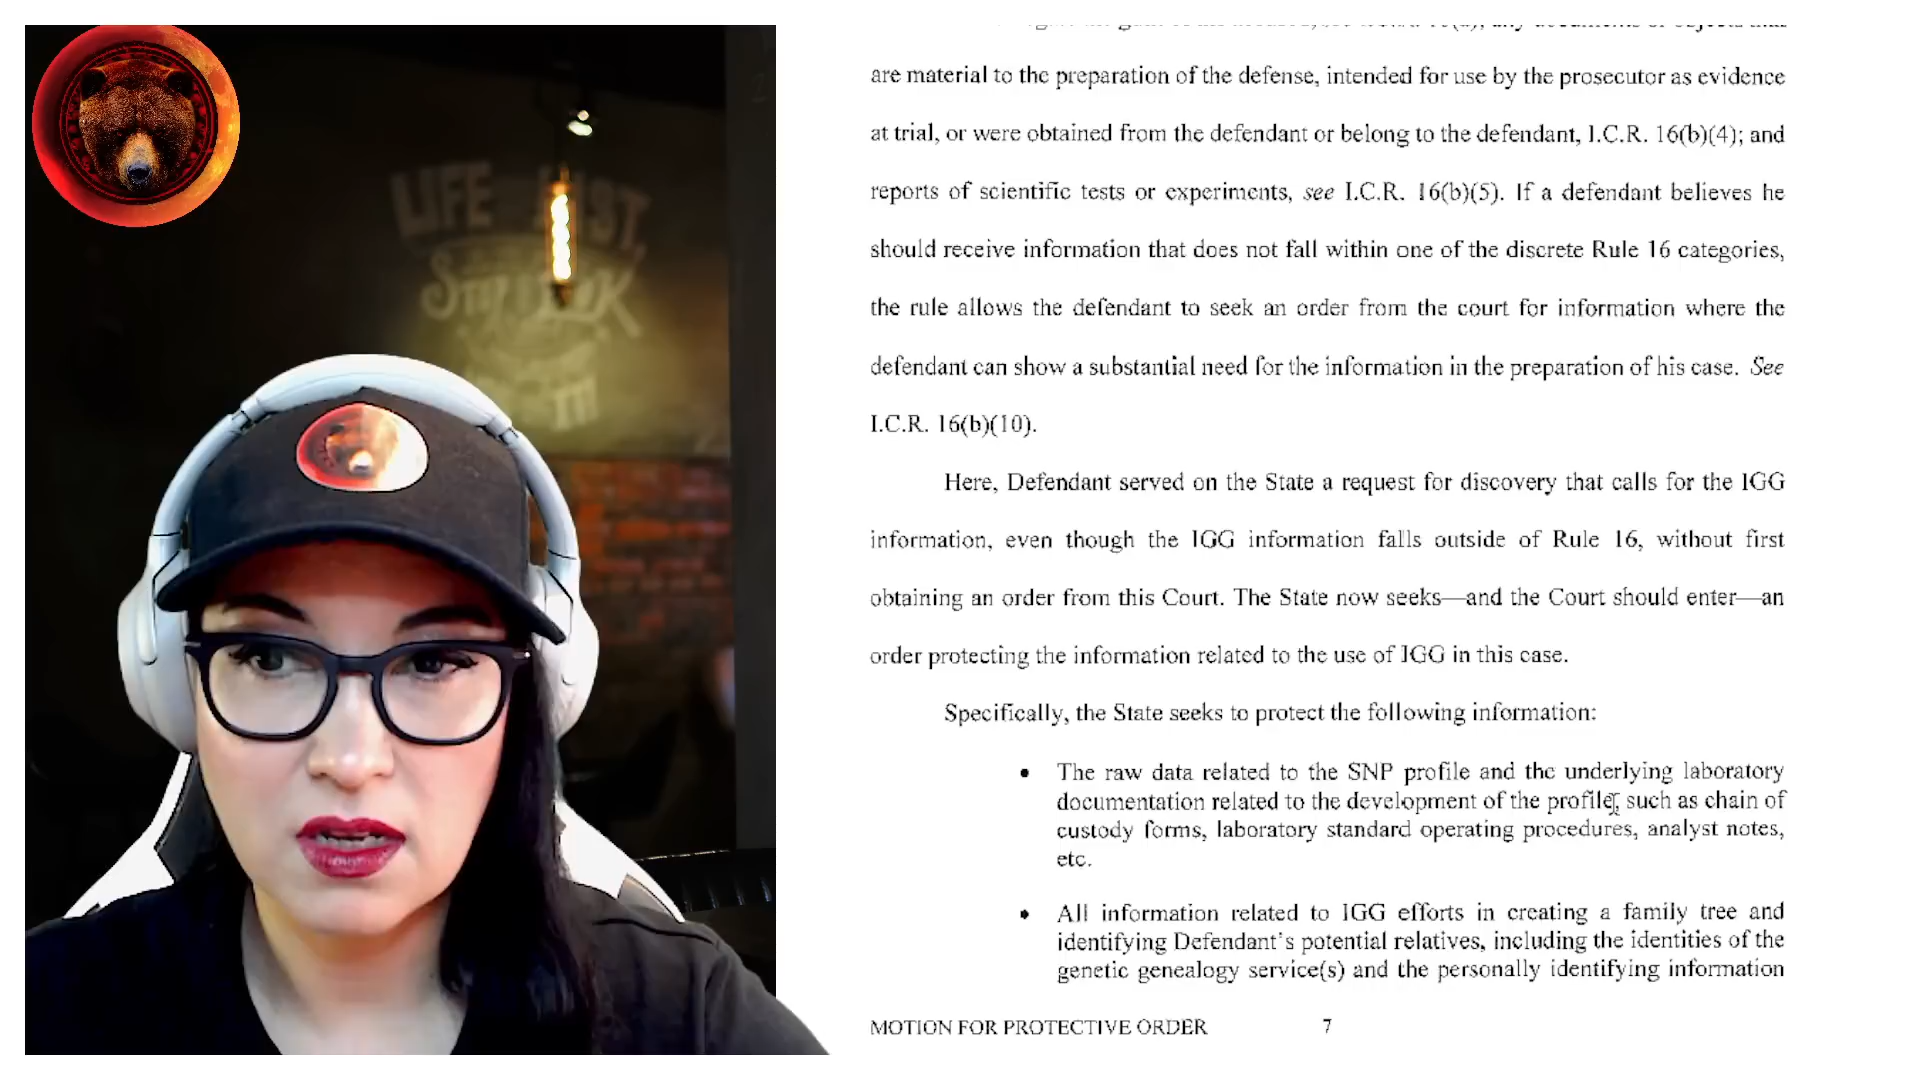 LIFE
are material to the preparation of the defense, intended for use by the prosecutor as evidence
at trial, or were obtained from the defendant or belong to the defendant, I.C.R. 16(b)(4); and
reports of scientific tests or experiments, see I.C.R. 16(b)(5). If a defendant believes he
should receive information that does not fall within one of the discrete Rule 16 categories,
the rule allows the defendant to seek an order from the court for information where the
defendant can show a substantial need for the information in the preparation of his case. See
I.C.R. 16(b)(10).
Here, Defendant served on the State a request for discovery that calls for the IGG
information, even though the IGG information falls outside of Rule 16, without first
obtaining an order from this Court. The State now seeks—and the Court should enter—an
order protecting the information related to the use of IGG in this case.
Specifically, the State seeks to protect the following information:
• The raw data related to the SNP profile and the underlying laboratory
documentation related to the development of the profile, such as chain of
custody forms, laboratory standard operating procedures, analyst notes,
etc.
• All information related to IGG efforts in creating a family tree and
identifying Defendant's potential relatives, including the identities of the
genetic genealogy service(s) and the personally identifying information
MOTION FOR PROTECTIVE ORDER 7